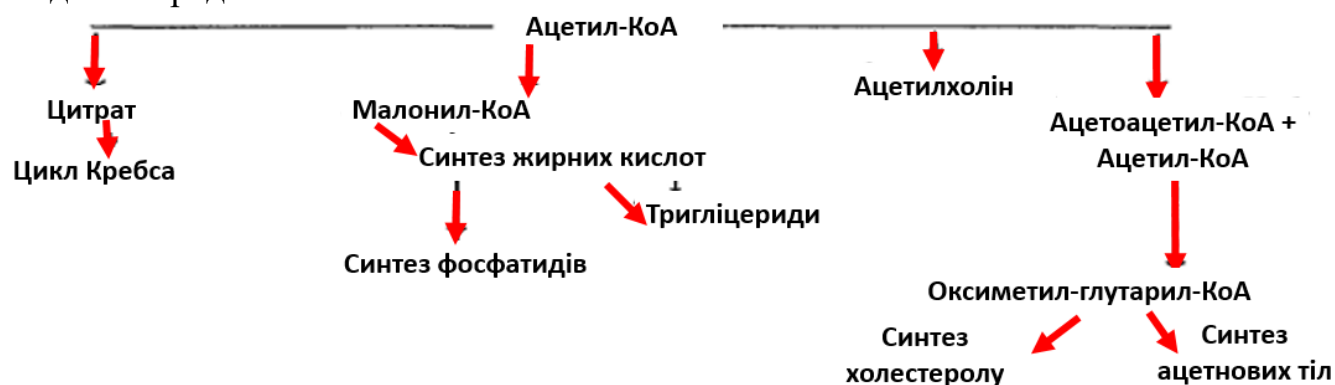 Ацетил-КоА
Ацетилхолін
Цитрат
Малонил-КоА
Ацетоацетил-КоА +
Ацетил-КоА
Синтез жирних кислот
Цикл Кребса
Тригліцериди
Синтез фосфатидів
Оксиметил-глутарил-КоА
Синтез
холестеролу
Синтез
ацетнових тіл